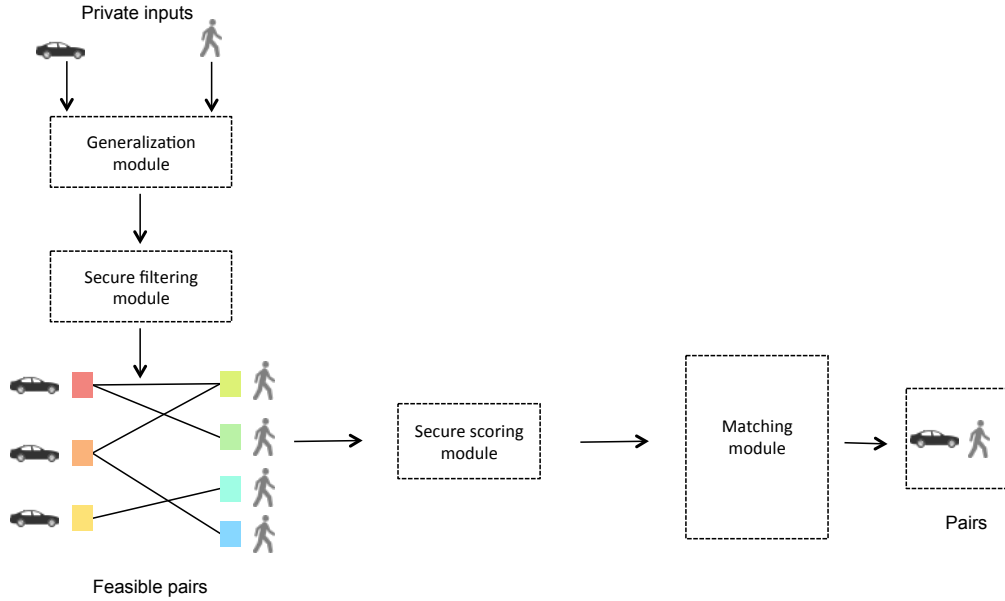 Private inputs
Generalization
module
Secure filtering
module
Secure scoring
module
Matching
module
Pairs
Feasible pairs